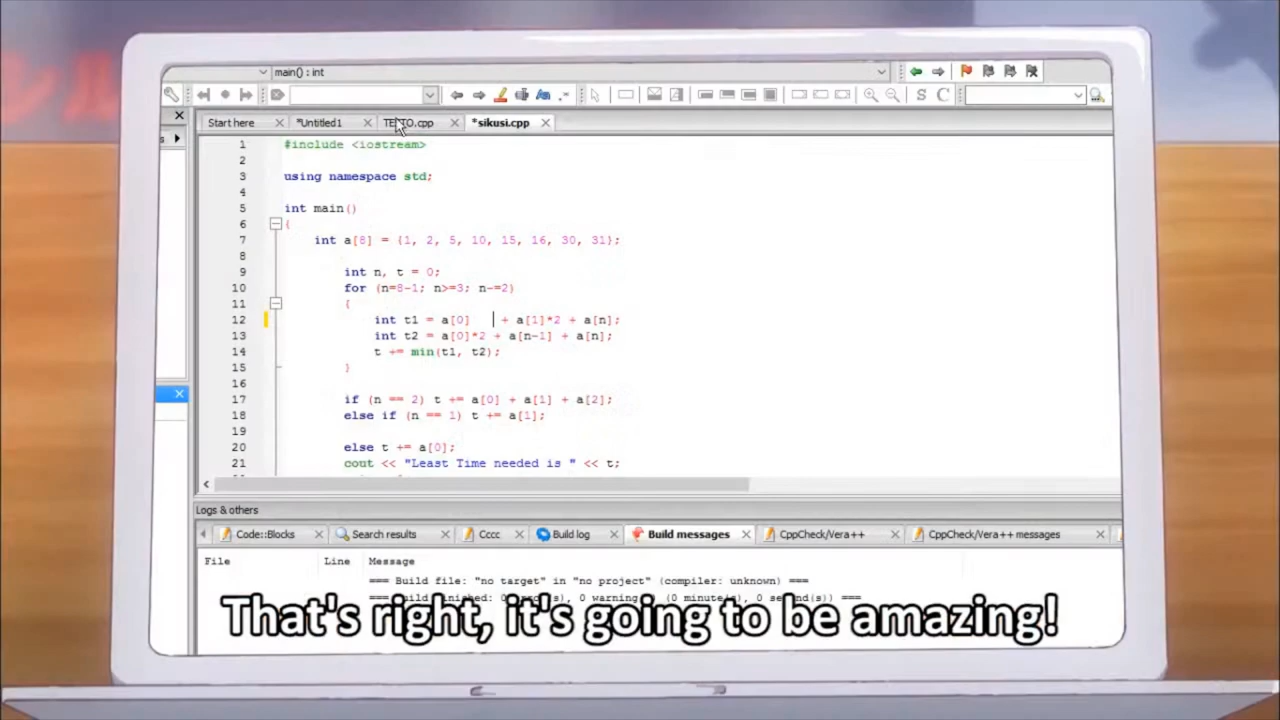 ンル
main() : int
S C
Start here
*Untitled1
*sikusi.cpp
1 #include <iostream>
2
3 using namespace std;
4
5 int main()
6 {
7 int a[8] = {1, 2, 5, 10, 15, 16, 30, 31};
8
9 int n, t = 0;
10 for (n=8-1; n>=3; n-=2)
11 {
12 int t1 = a[0] + a[1]*2 + a[n];
13 int t2 = a[0]*2 + a[n-1] + a[n];
14 t += min(t1, t2);
15 }
16
17 if (n == 2) t += a[0] + a[1] + a[2];
18 else if (n == 1) t += a[1];
19
20 else t += a[0];
21 cout << "Least Time needed is " << t;
Logs & others
Code::Blocks
Search results
Cccc
Build log
Build messages
CppCheck/Vera++
CppCheck/Vera++ messages
File Line Message
=== Build file: "no target" in "no project" (compiler: unknown) ===
That's right, it's going to be amazing!